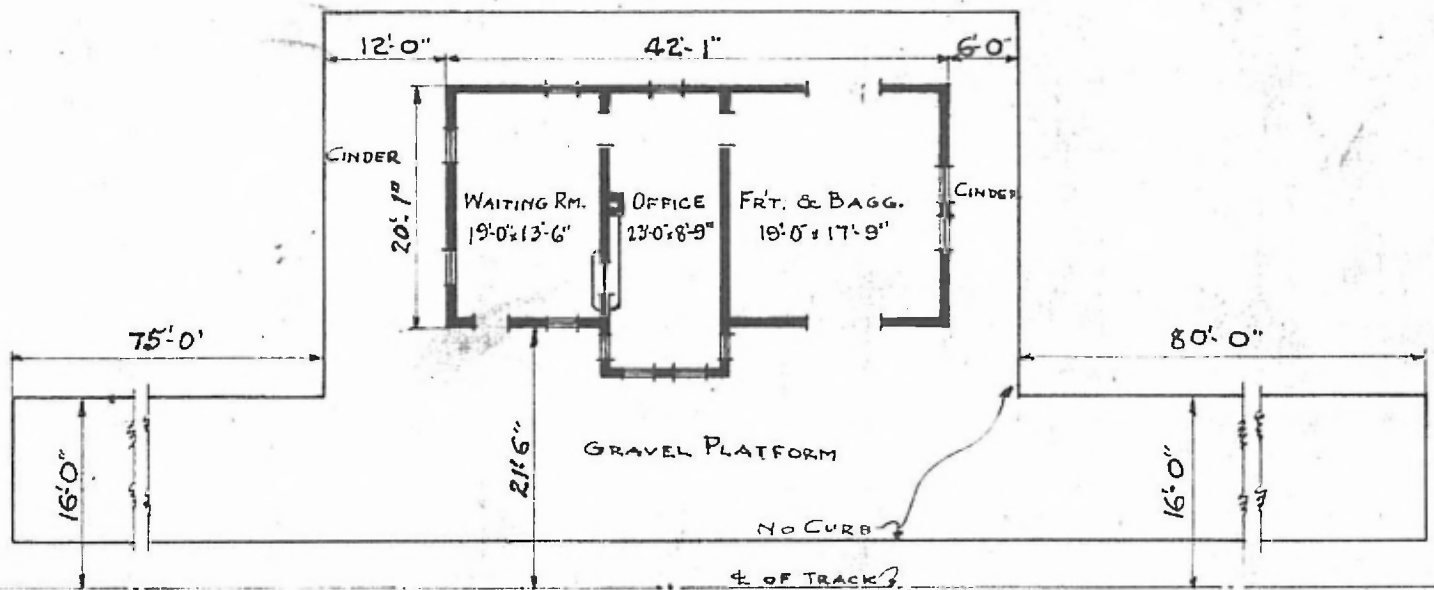 12'-0" 42'-1" 6'-0
CINDER
20'-1"
WAITING RM.
19'-0"x13'-6"
OFFICE
23'-0"x8'-9"
FR'T. & BAGG.
19'-0"x17'-9"
CINDER
75'-0'
80'-0"
16'-0"
21'-6"
GRAVEL PLATFORM
16'-0"
NO CURB
℄ OF TRACK